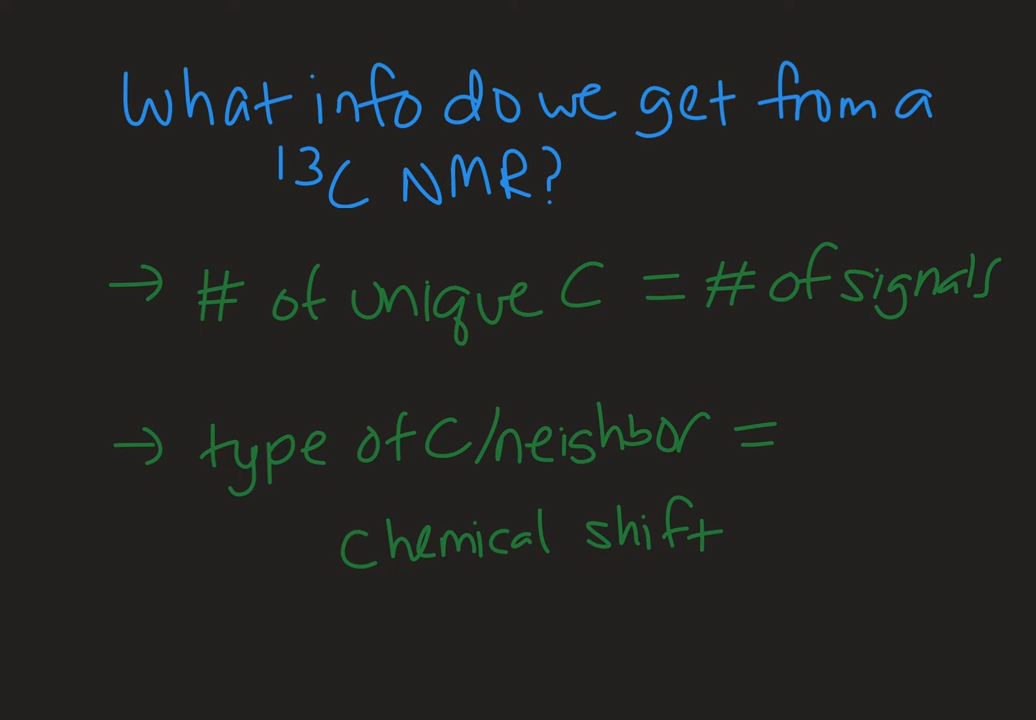 What info do we get from a
¹³C NMR?
→ # of unique C = # of signals
→ type of C/neighbor =
chemical shift